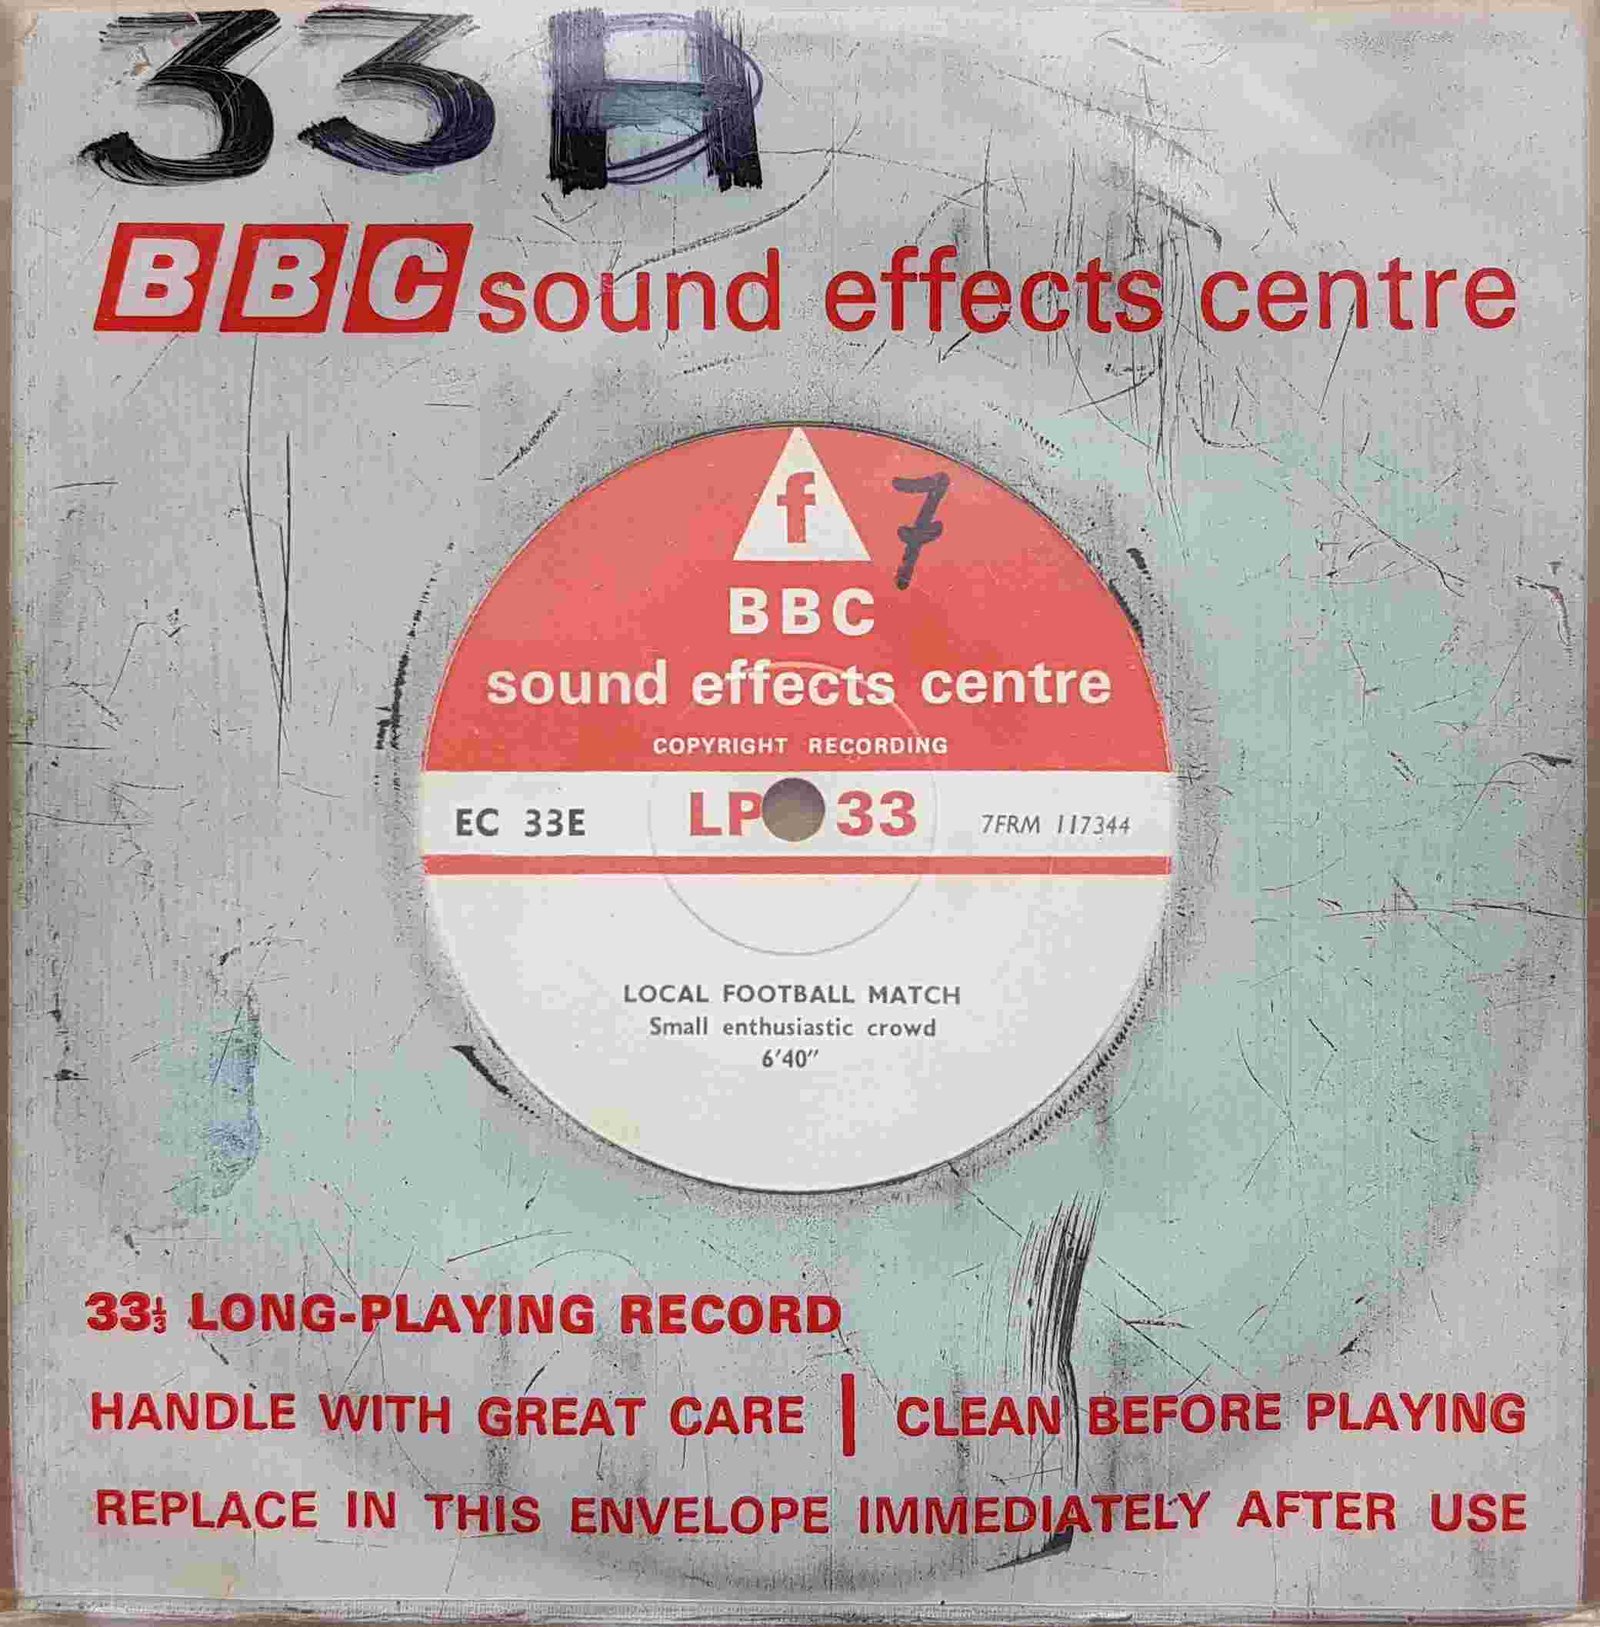 33 A
BBC sound effects centre
f 7
BBC
sound effects centre
COPYRIGHT RECORDING
EC 33E LP 33 7FRM 117344
LOCAL FOOTBALL MATCH
Small enthusiastic crowd
6'40"
33⅓ LONG-PLAYING RECORD
HANDLE WITH GREAT CARE | CLEAN BEFORE PLAYING
REPLACE IN THIS ENVELOPE IMMEDIATELY AFTER USE